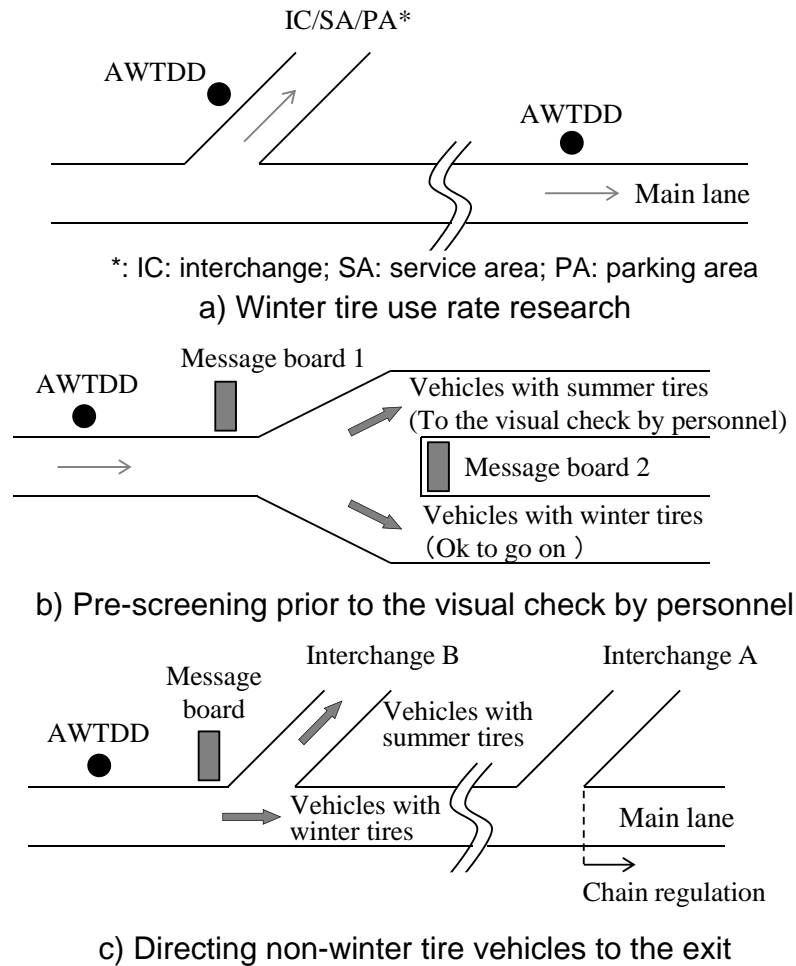 IC/SA/PA*
AWTDD
AWTDD
Main lane
*: IC: interchange; SA: service area; PA: parking area
a) Winter tire use rate research
Message board 1
AWTDD
Vehicles with summer tires
(To the visual check by personnel)
Message board 2
Vehicles with winter tires
（Ok to go on ）
b) Pre-screening prior to the visual check by personnel
Interchange B
Interchange A
Message
board
AWTDD
Vehicles with
summer tires
Vehicles with
winter tires
Main lane
Chain regulation
c) Directing non-winter tire vehicles to the exit